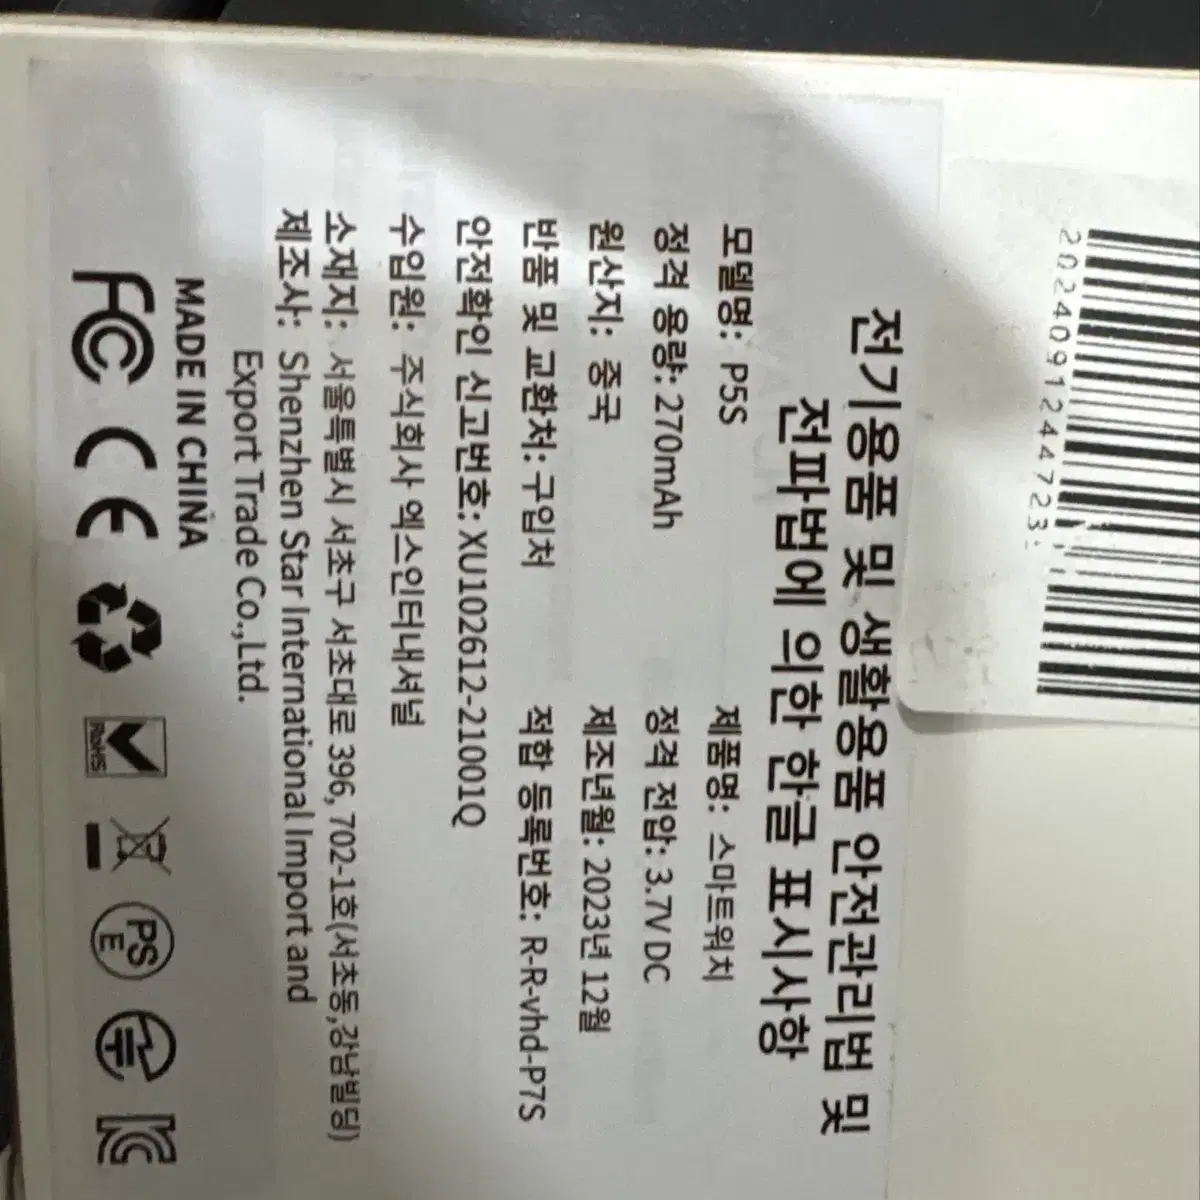 2024091244723
전기용품 및 생활용품 안전관리법 및
전파법에 의한 한글 표시사항
모델명: P5S 제품명: 스마트워치
정격 용량: 270mAh 정격 전압: 3.7V DC
원산지: 중국 제조년월: 2023년 12월
반품 및 교환처: 구입처 적합 등록번호: R-R-vhd-P7S
안전확인 신고번호: XU102612-21001Q
수입원: 주식회사 엑스인터내셔널
소재지: 서울특별시 서초구 서초대로 396, 702-1호(서초동,강남빌딩)
제조사: Shenzhen Star International Import and
Export Trade Co.,Ltd.
MADE IN CHINA
FC CE RoHS PSE KC